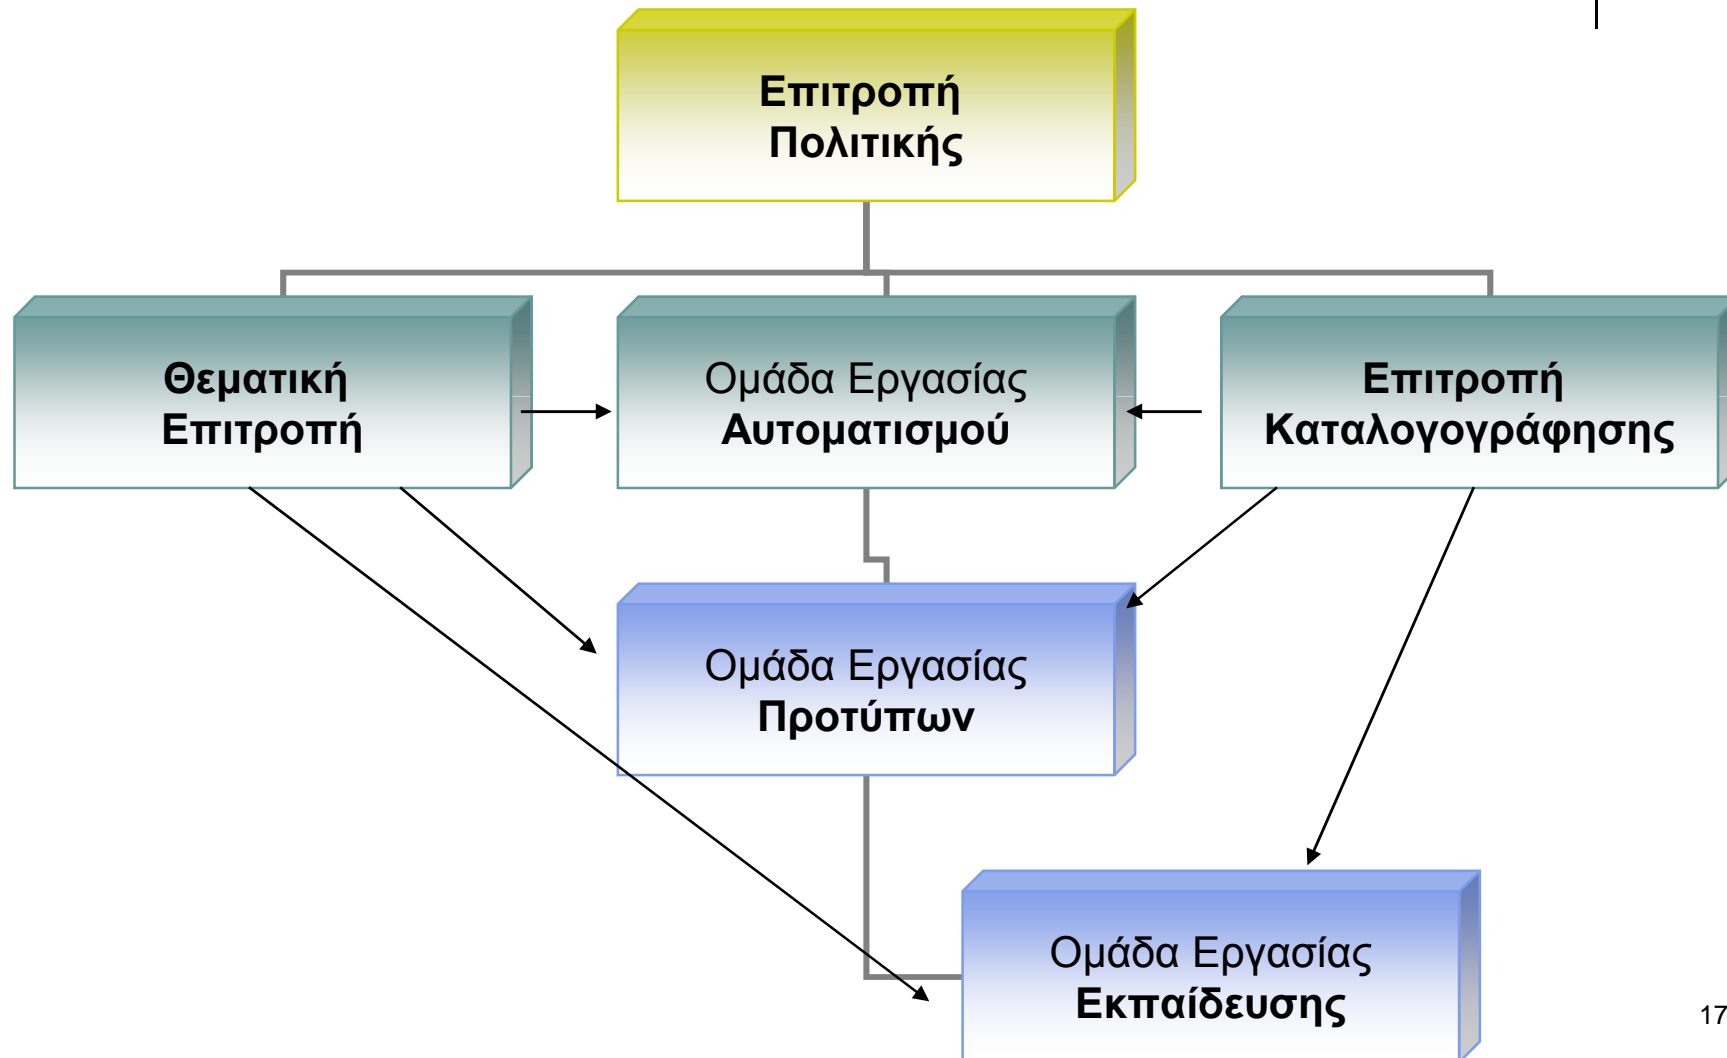 Επιτροπή
Πολιτικής
Θεματική
Επιτροπή
Ομάδα Εργασίας
Αυτοματισμού
Επιτροπή
Καταλογογράφησης
Ομάδα Εργασίας
Προτύπων
Ομάδα Εργασίας
Εκπαίδευσης
17